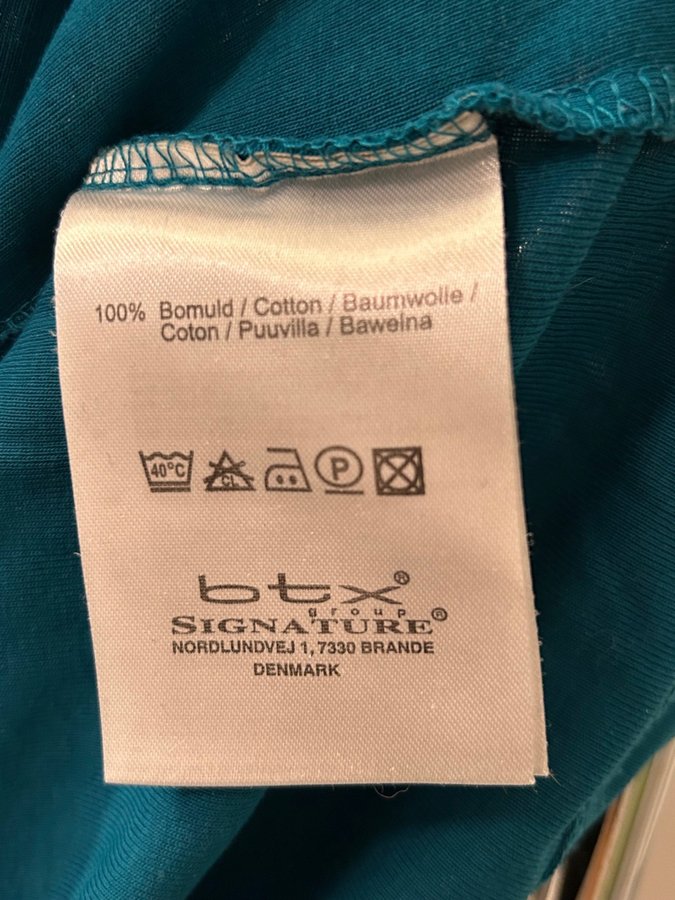 100% Bomuld / Cotton / Baumwolle /
Coton / Puuvilla / Bawelna
40°C CL P
btx®
group
SIGNATURE®
NORDLUNDVEJ 1, 7330 BRANDE
DENMARK